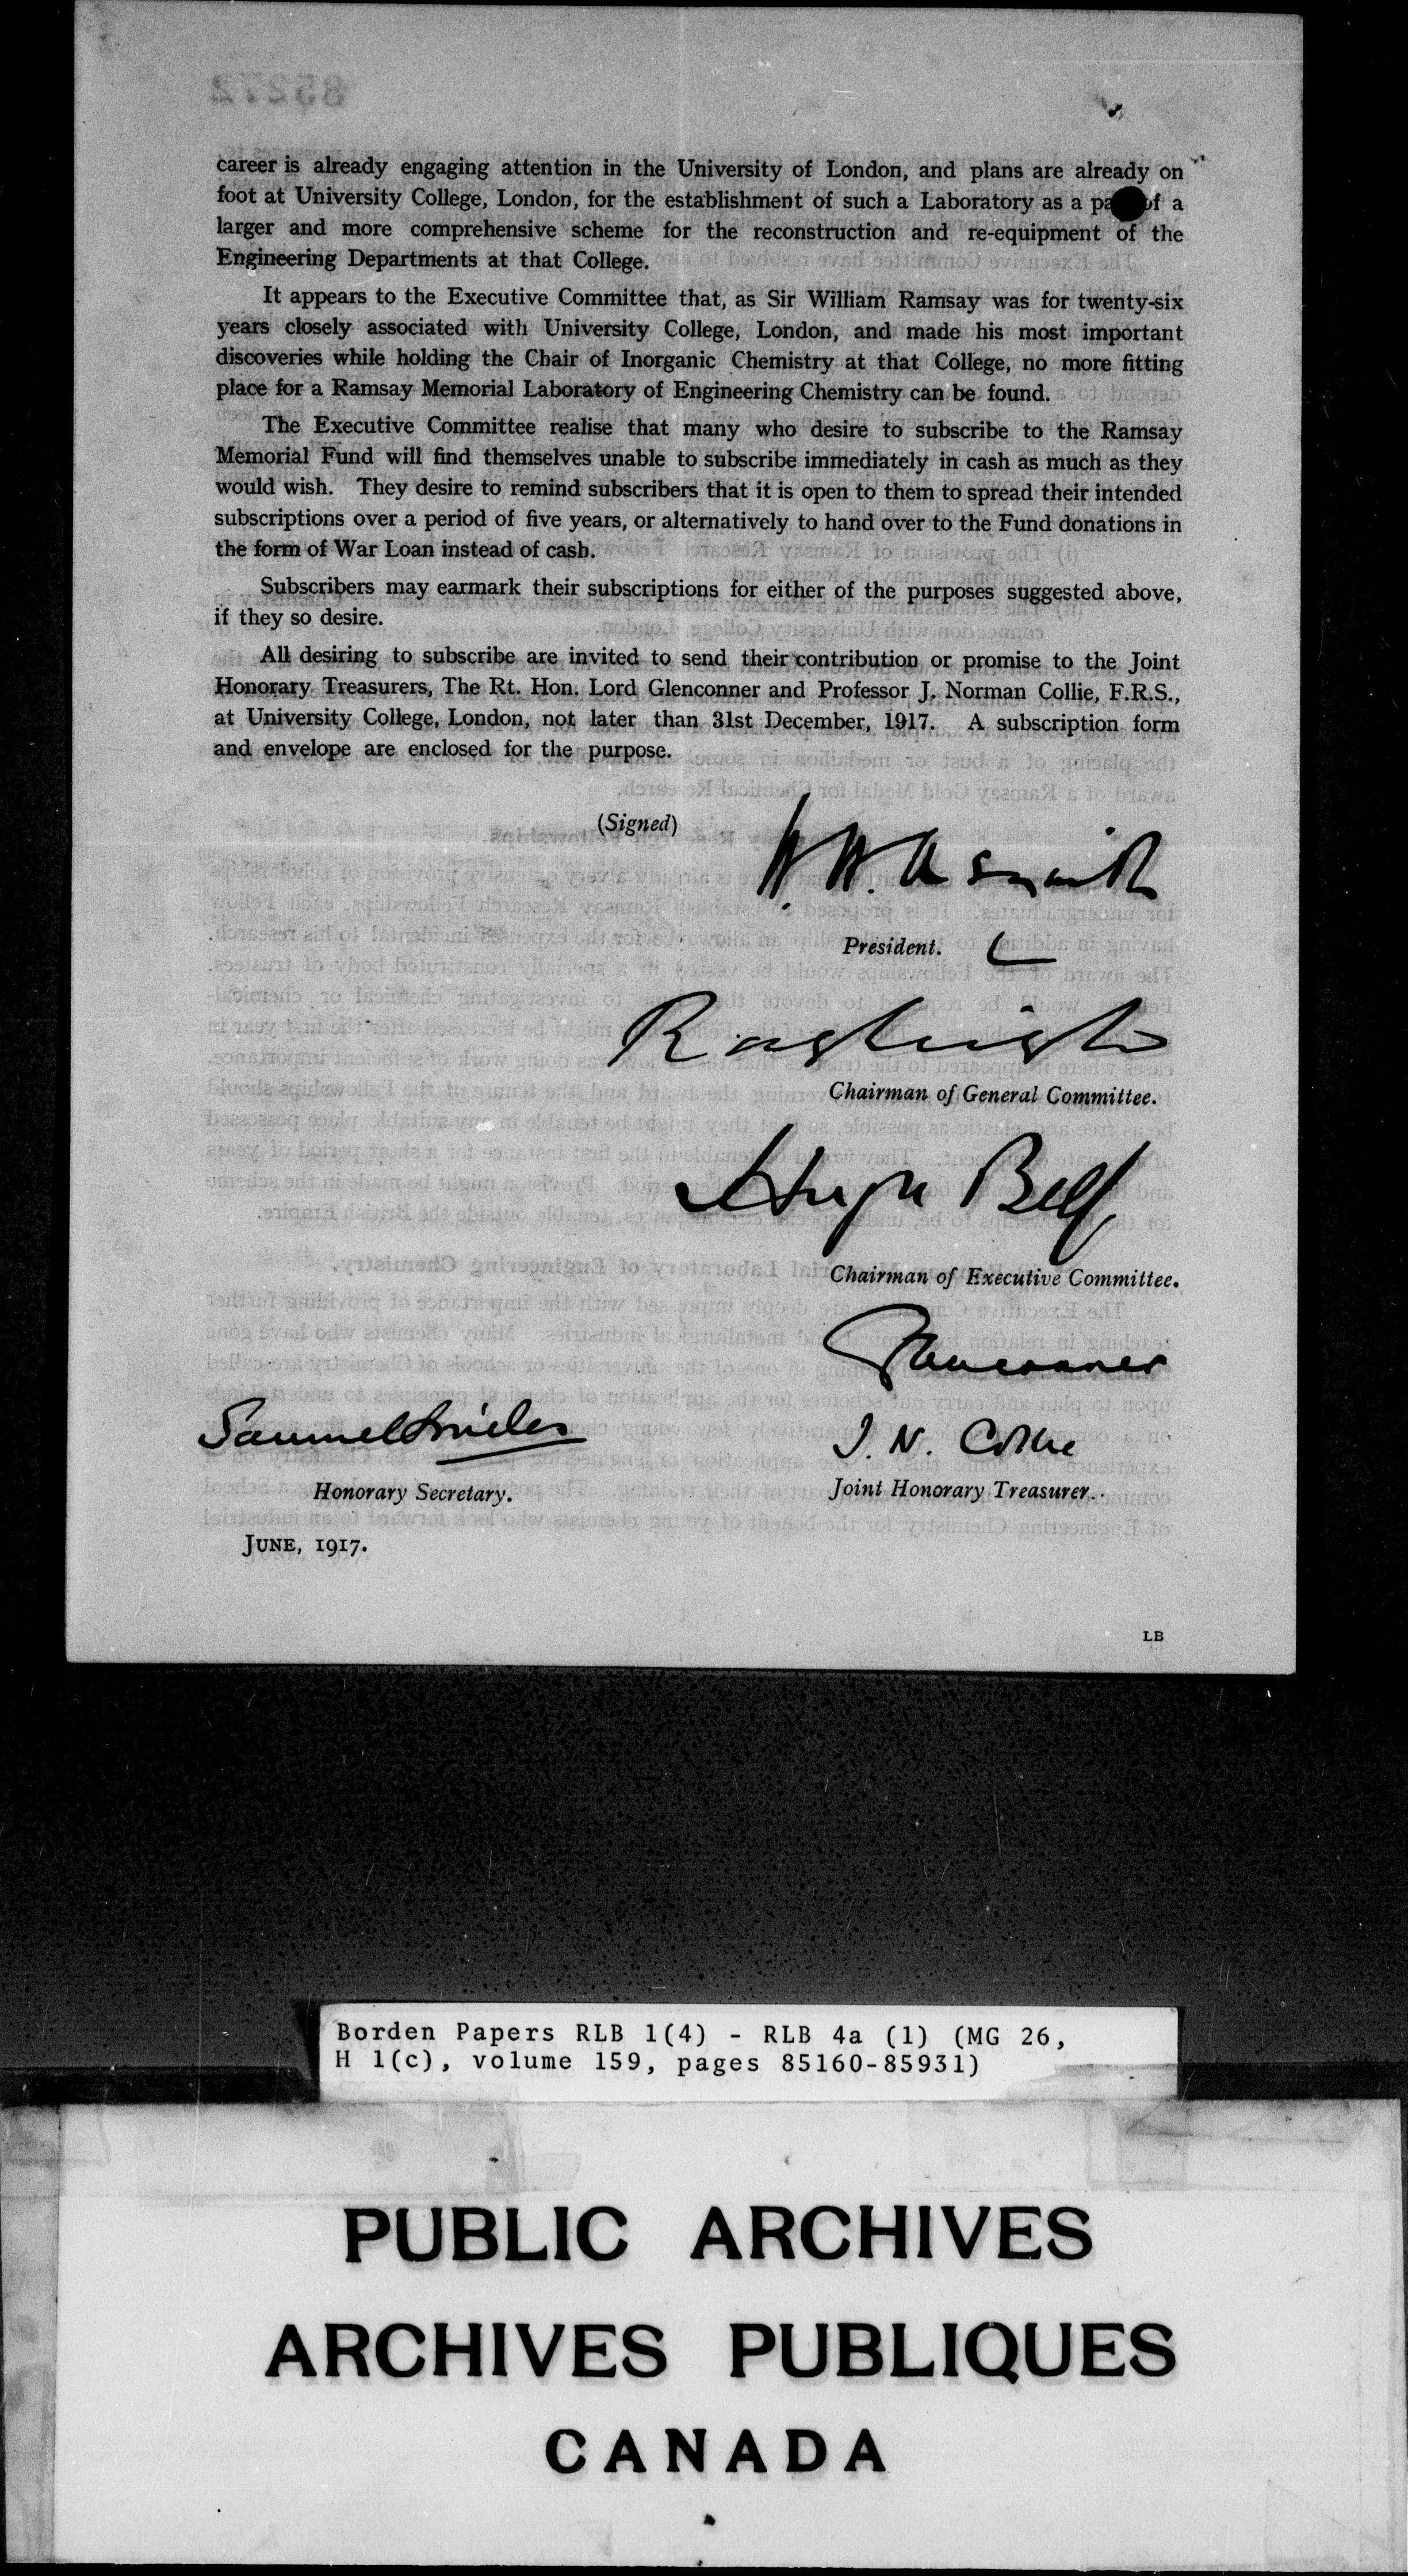 career is already engaging attention in the University of London, and plans are already on
foot at University College, London, for the establishment of such a Laboratory as a pa of a
larger and more comprehensive scheme for the reconstruction and re-equipment of the
Engineering Departments at that College.
It appears to the Executive Committee that, as Sir William Ramsay was for twenty-six
years closely associated with University College, London, and made his most important
discoveries while holding the Chair of Inorganic Chemistry at that College, no more fitting
place for a Ramsay Memorial Laboratory of Engineering Chemistry can be found.
The Executive Committee realise that many who desire to subscribe to the Ramsay
Memorial Fund will find themselves unable to subscribe immediately in cash as much as they
would wish. They desire to remind subscribers that it is open to them to spread their intended
subscriptions over a period of five years, or alternatively to hand over to the Fund donations in
the form of War Loan instead of cash.
Subscribers may earmark their subscriptions for either of the purposes suggested above,
if they so desire.
All desiring to subscribe are invited to send their contribution or promise to the Joint
Honorary Treasurers, The Rt. Hon. Lord Glenconner and Professor J. Norman Collie, F.R.S.,
at University College, London, not later than 31st December, 1917. A subscription form
and envelope are enclosed for the purpose.
(Signed)
H. H. Asquith
President.
Rayleigh
Chairman of General Committee.
Hugh Bell
Chairman of Executive Committee.
Glenconner
Samuel Smiles
J. N. Collie
Honorary Secretary.
Joint Honorary Treasurer.
JUNE, 1917.
LB
Borden Papers RLB 1(4) - RLB 4a (1) (MG 26,
H 1(c), volume 159, pages 85160-85931)
PUBLIC ARCHIVES
ARCHIVES PUBLIQUES
CANADA